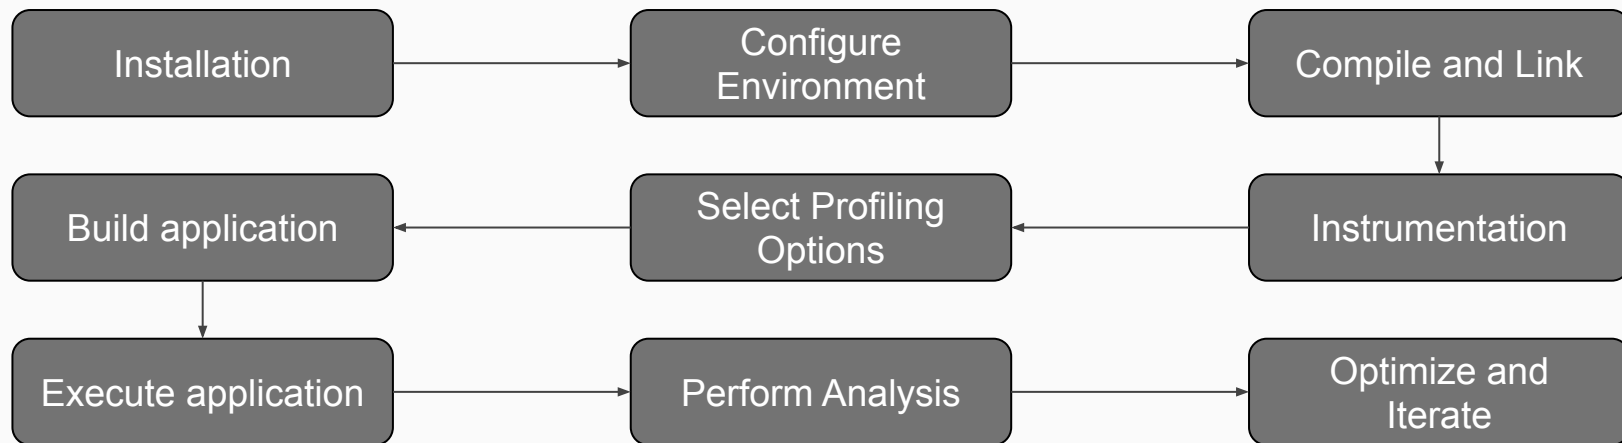 Installation
Configure
Environment
Compile and Link
Build application
Select Profiling
Options
Instrumentation
Execute application
Perform Analysis
Optimize and
Iterate